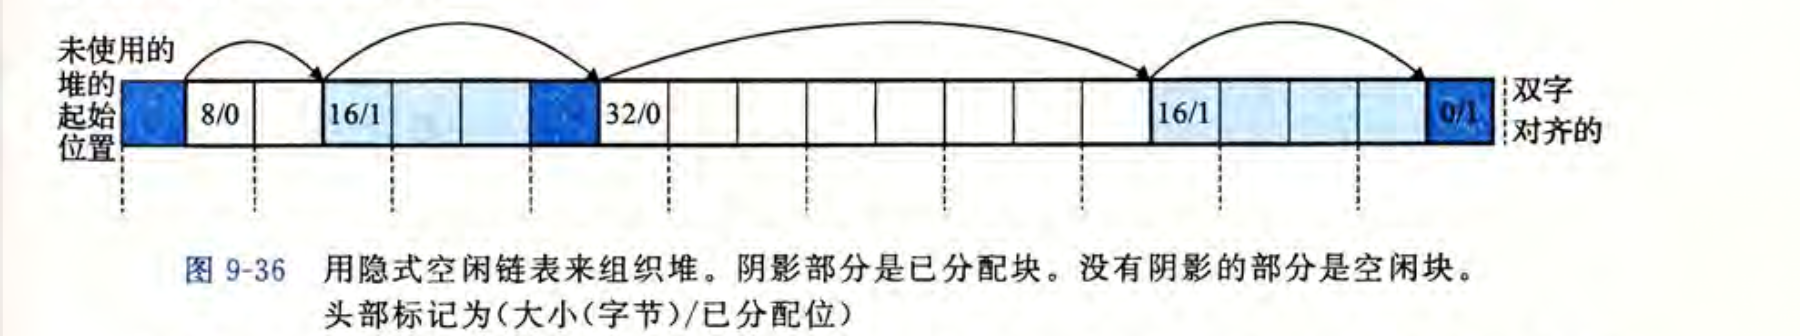 未使用的
堆的
起始
位置
8/0
16/1
32/0
16/1
0/1
双字
对齐的
图 9-36 用隐式空闲链表来组织堆。阴影部分是已分配块。没有阴影的部分是空闲块。
头部标记为(大小(字节)/已分配位)